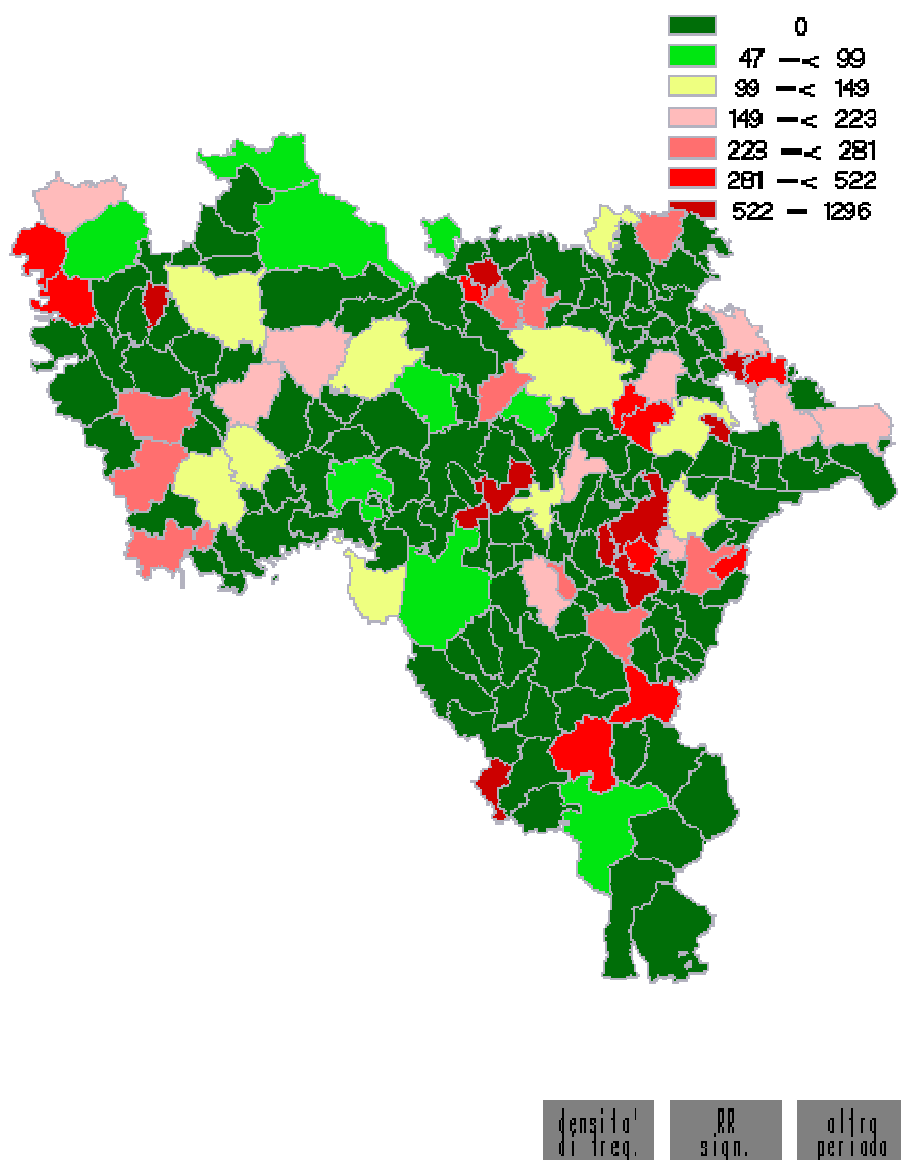 0
47 —< 99
99 —< 149
149 —< 223
223 —< 281
281 —< 522
522 — 1296
densita' di freq.
RR sign.
altro periodo